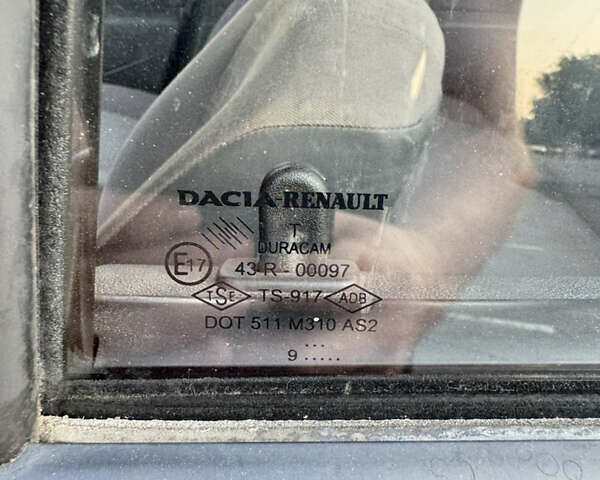 DACIA-RENAULT
T
DURACAM
E17 43 R - 00097
TSE TS-917 ADB
DOT 511 M310 AS2
...
9 .....